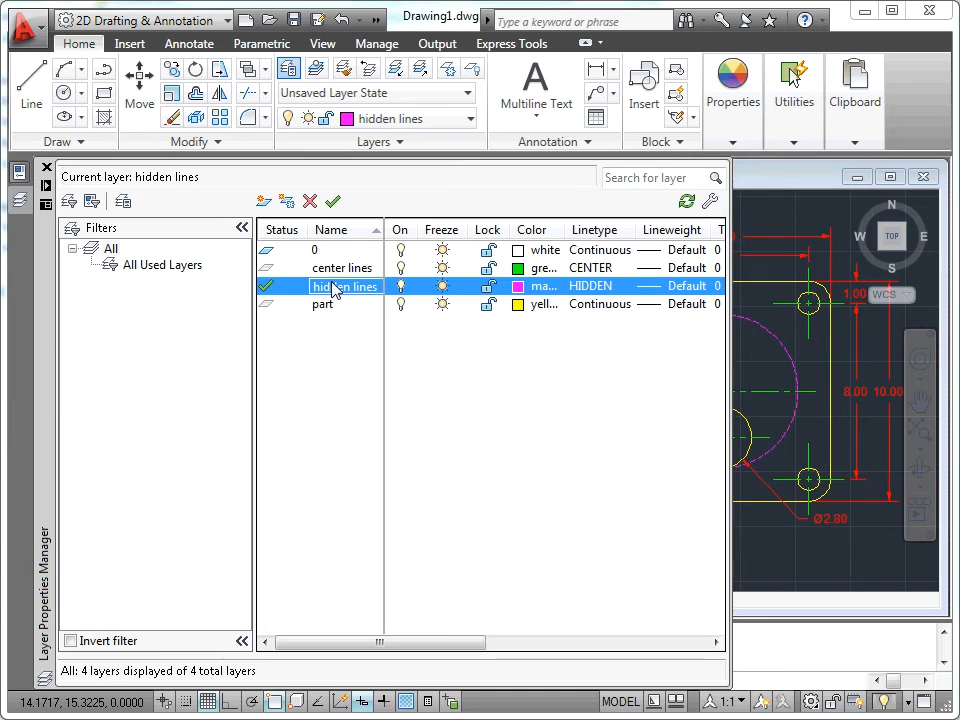 2D Drafting & Annotation
Drawing1.dwg
Type a keyword or phrase
Home Insert Annotate Parametric View Manage Output Express Tools
Line
Move
Unsaved Layer State
hidden lines
Multiline Text
Insert
Properties
Utilities
Clipboard
Draw
Modify
Layers
Annotation
Block
Current layer: hidden lines
Search for layer
Filters
All
All Used Layers
Status Name On Freeze Lock Color Linetype Lineweight T
0 white Continuous Default 0
center lines gre... CENTER Default 0
hidden lines ma... HIDDEN Default 0
part yell... Continuous Default 0
Invert filter
All: 4 layers displayed of 4 total layers
Layer Properties Manager
N
W TOP E
S
WCS
1.00
8.00 10.00
Ø2.80
14.1717, 15.3225, 0.0000
MODEL
1:1